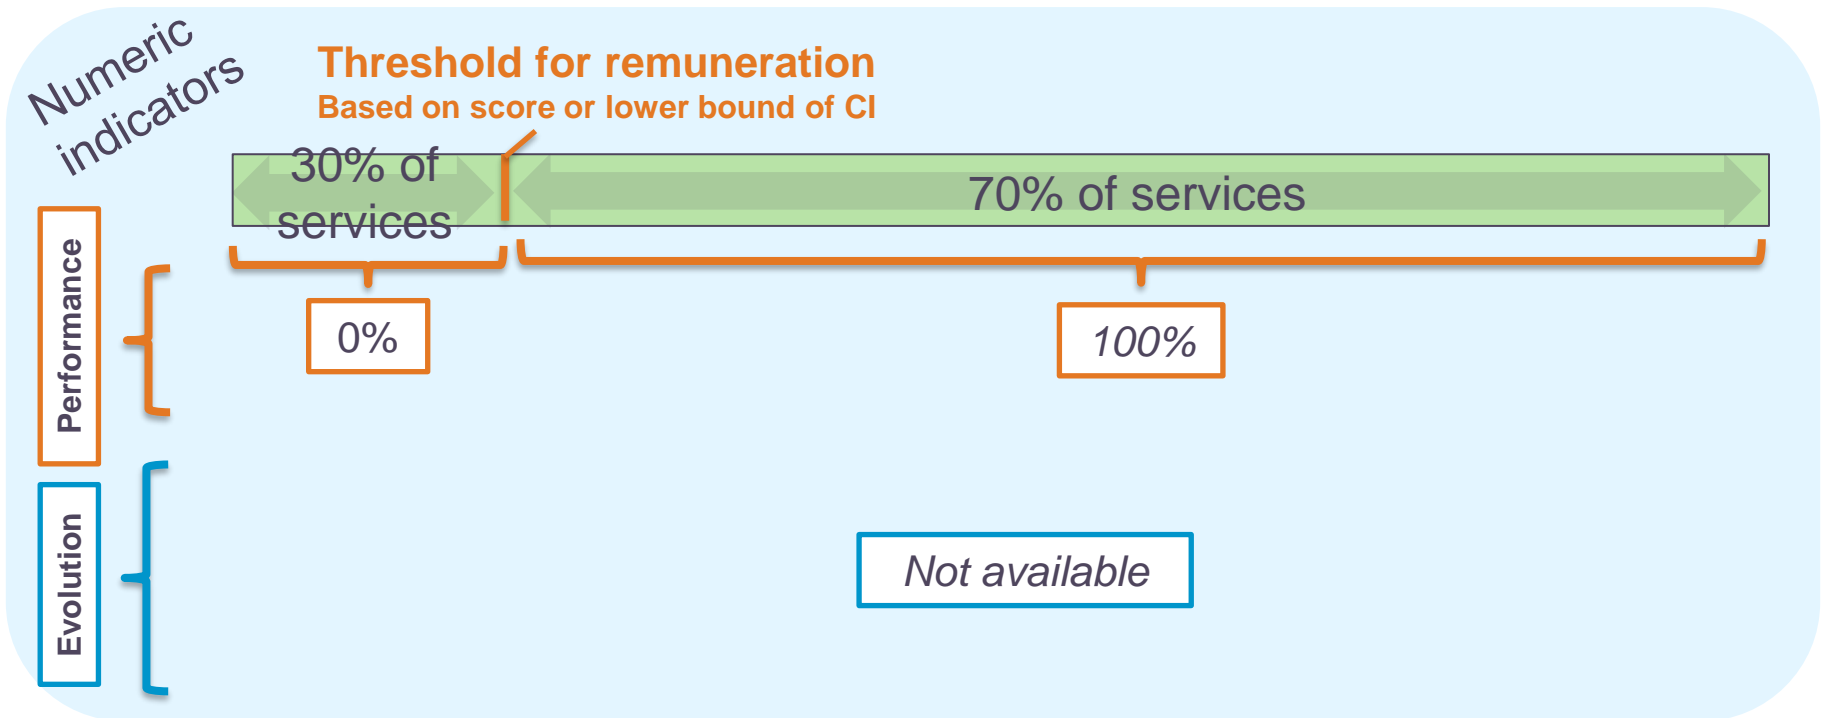 Numeric
indicators
Threshold for remuneration
Based on score or lower bound of CI
30% of
services
70% of services
Performance
0%
100%
Evolution
Not available